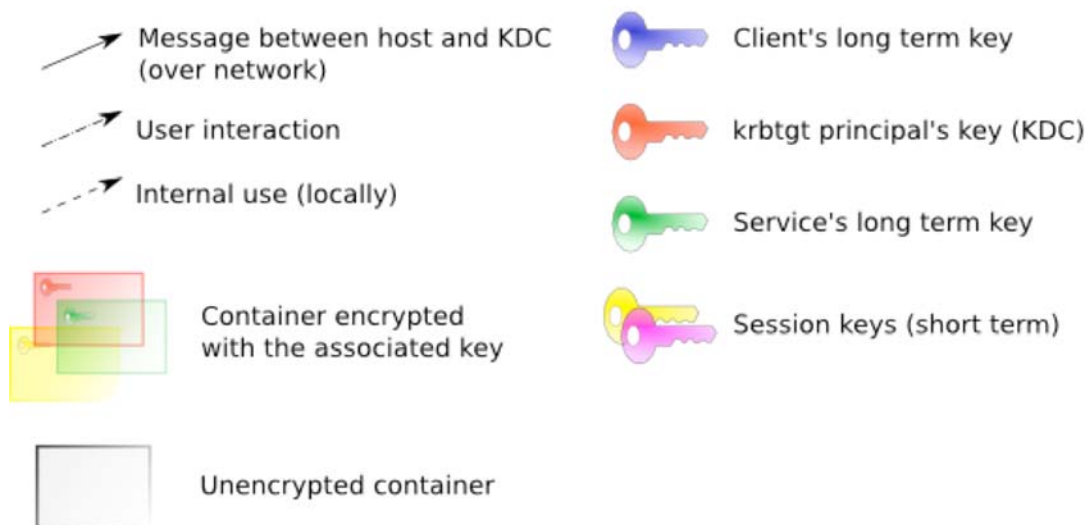 Message between host and KDC
(over network)
User interaction
Internal use (locally)
Container encrypted
with the associated key
Unencrypted container
Client's long term key
krbtgt principal's key (KDC)
Service's long term key
Session keys (short term)